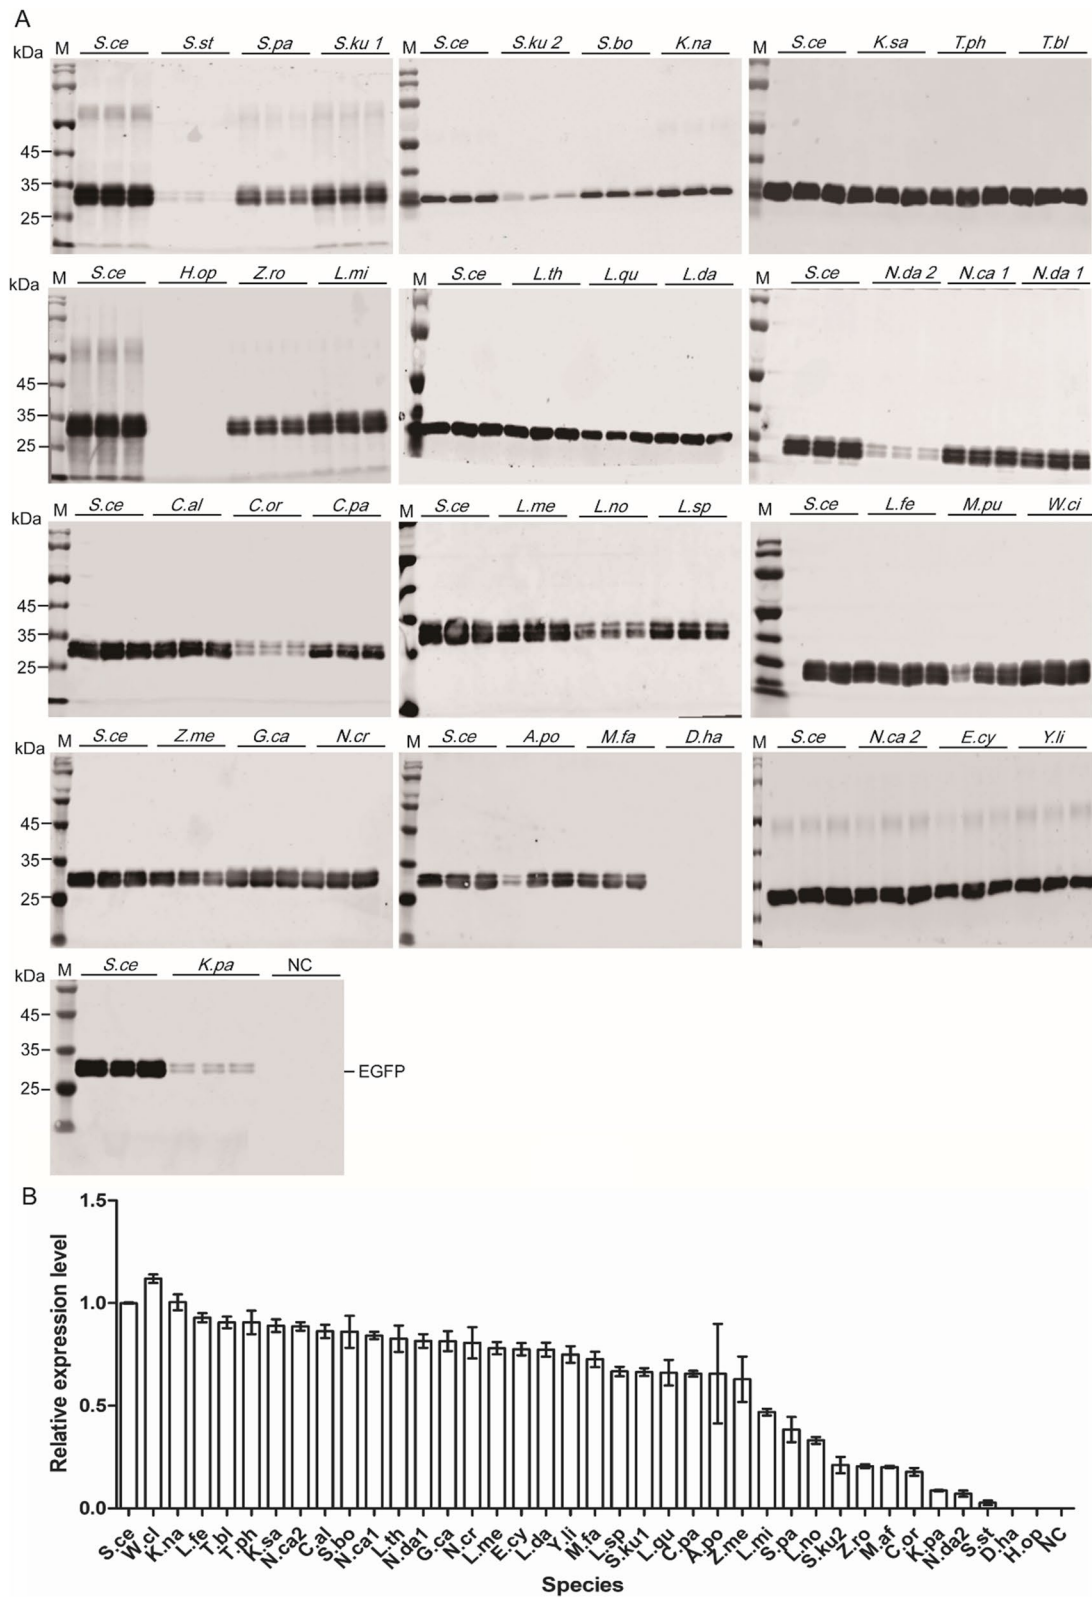 A
kDa M S.ce S.st S.pa S.ku 1 M S.ce S.ku 2 S.bo K.na M S.ce K.sa T.ph T.bl
45
35
25
kDa M S.ce H.op Z.ro L.mi M S.ce L.th L.qu L.da M S.ce N.da 2 N.ca 1 N.da 1
45
35
25
kDa M S.ce C.al C.or C.pa M S.ce L.me L.no L.sp M S.ce L.fe M.pu W.ci
45
35
25
kDa M S.ce Z.me G.ca N.cr M S.ce A.po M.fa D.ha M S.ce N.ca 2 E.cy Y.li
45
35
25
kDa M S.ce K.pa NC
45
35
EGFP
25
B
1.5
1.0
0.5
0.0
Relative expression level
S.ce W.ci K.na L.fe T.bl T.ph K.sa N.ca2 C.al S.bo N.ca1 L.th N.da1 G.ca N.cr L.me E.cy L.da Y.li M.fa L.sp S.ku1 L.qu C.pa A.po Z.me L.mi S.pa L.no S.ku2 Z.ro M.af C.or K.pa N.da2 S.st D.ha H.op NC
Species